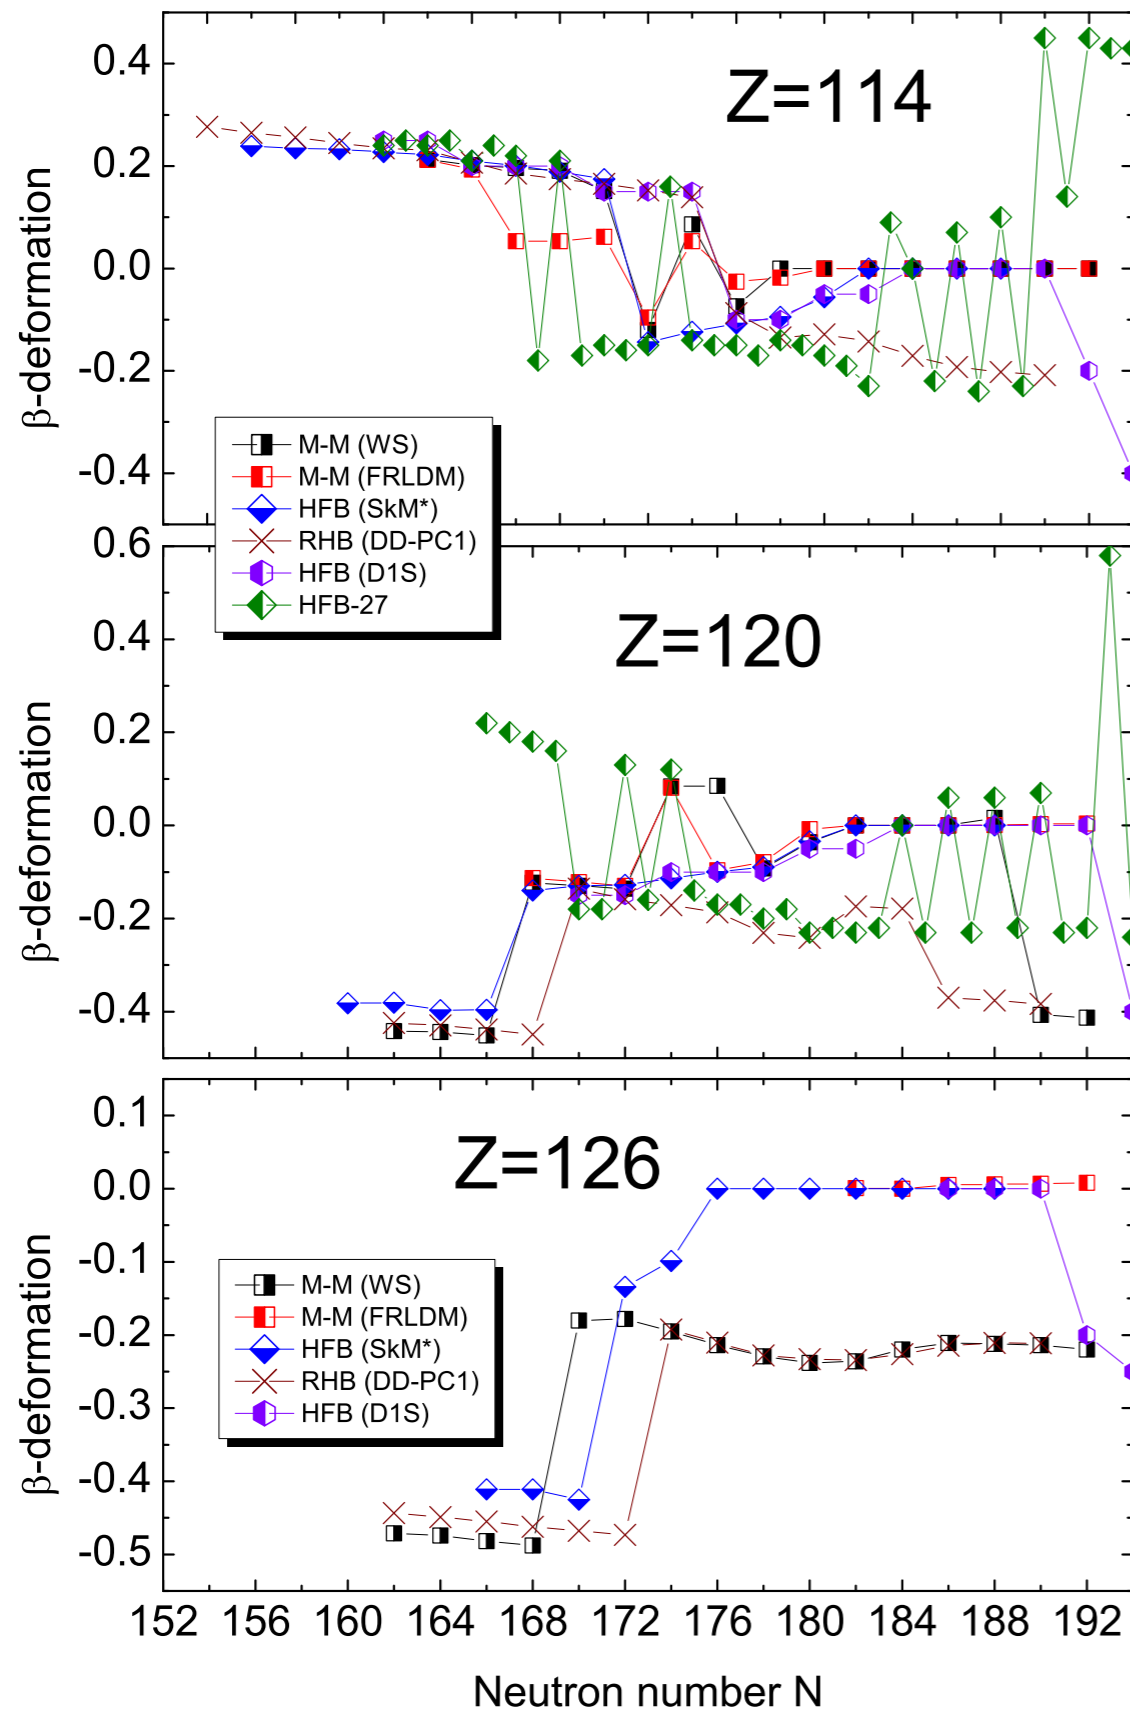 Z=114
0.4
0.2
0.0
-0.2
-0.4
β-deformation
M-M (WS)
M-M (FRLDM)
HFB (SkM*)
RHB (DD-PC1)
HFB (D1S)
HFB-27
Z=120
0.6
0.4
0.2
0.0
-0.2
-0.4
β-deformation
Z=126
0.1
0.0
-0.1
-0.2
-0.3
-0.4
-0.5
β-deformation
M-M (WS)
M-M (FRLDM)
HFB (SkM*)
RHB (DD-PC1)
HFB (D1S)
152 156 160 164 168 172 176 180 184 188 192
Neutron number N